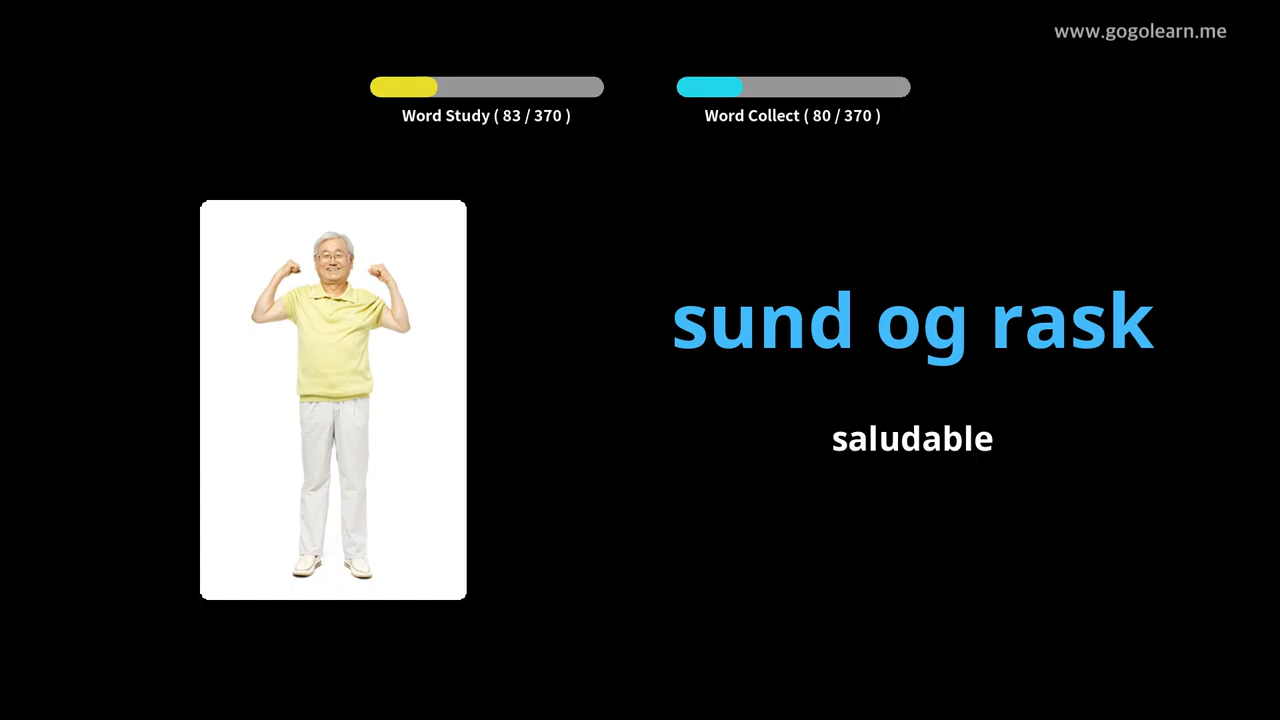 www.gogolearn.me
Word Study ( 83 / 370 )
Word Collect ( 80 / 370 )
sund og rask
saludable